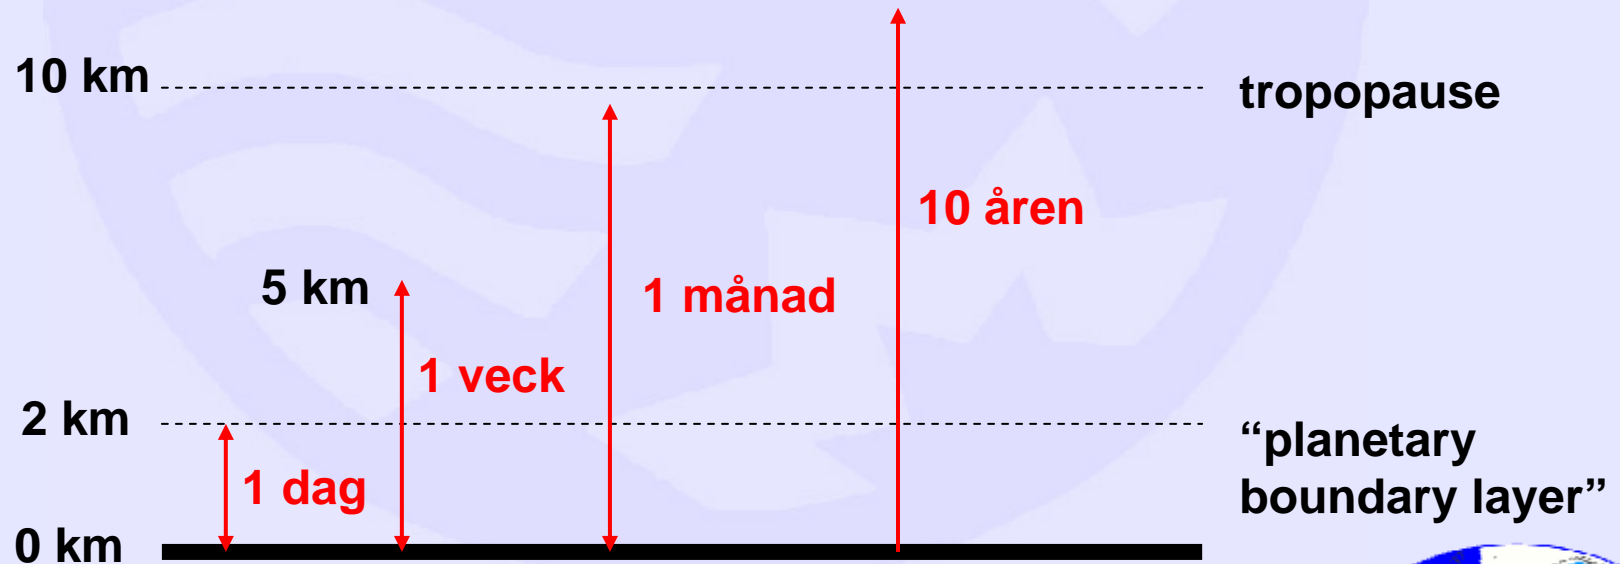 10 km
tropopause
10 åren
5 km
1 månad
1 veck
2 km
“planetary
boundary layer”
1 dag
0 km